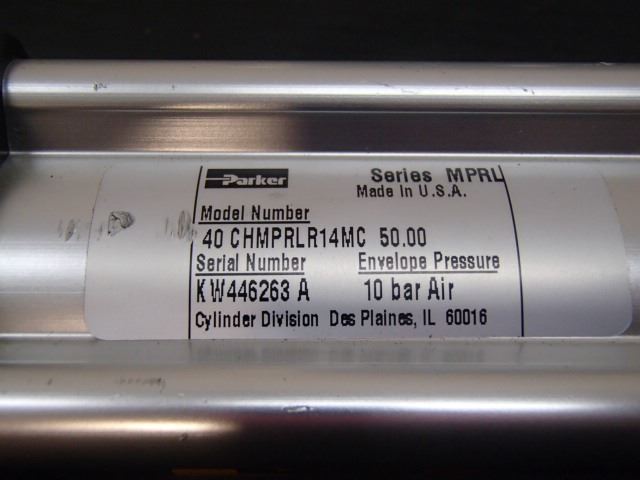 Parker Series MPRL
Made In U.S.A.
Model Number
40 CHMPRLR14MC 50.00
Serial Number Envelope Pressure
KW446263 A 10 bar Air
Cylinder Division Des Plaines, IL 60016